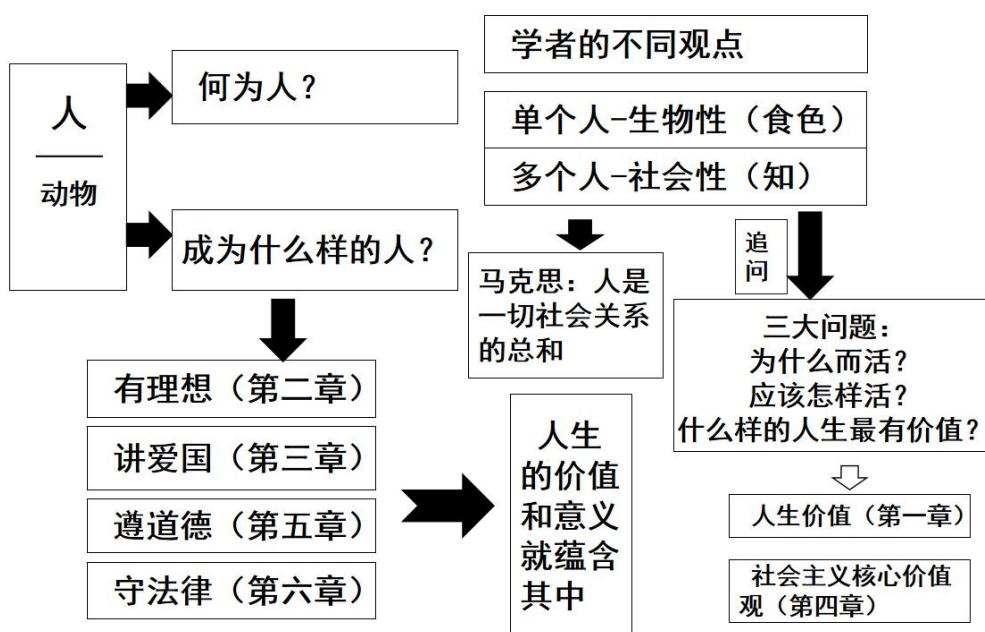 人
动物
何为人？
成为什么样的人？
有理想（第二章）
讲爱国（第三章）
遵道德（第五章）
守法律（第六章）
人生
的价值
和意义
就蕴含
其中
学者的不同观点
单个人-生物性（食色）
多个人-社会性（知）
马克思：人是
一切社会关系
的总和
追
问
三大问题：
为什么而活？
应该怎样活？
什么样的人生最有价值？
人生价值（第一章）
社会主义核心价值
观（第四章）